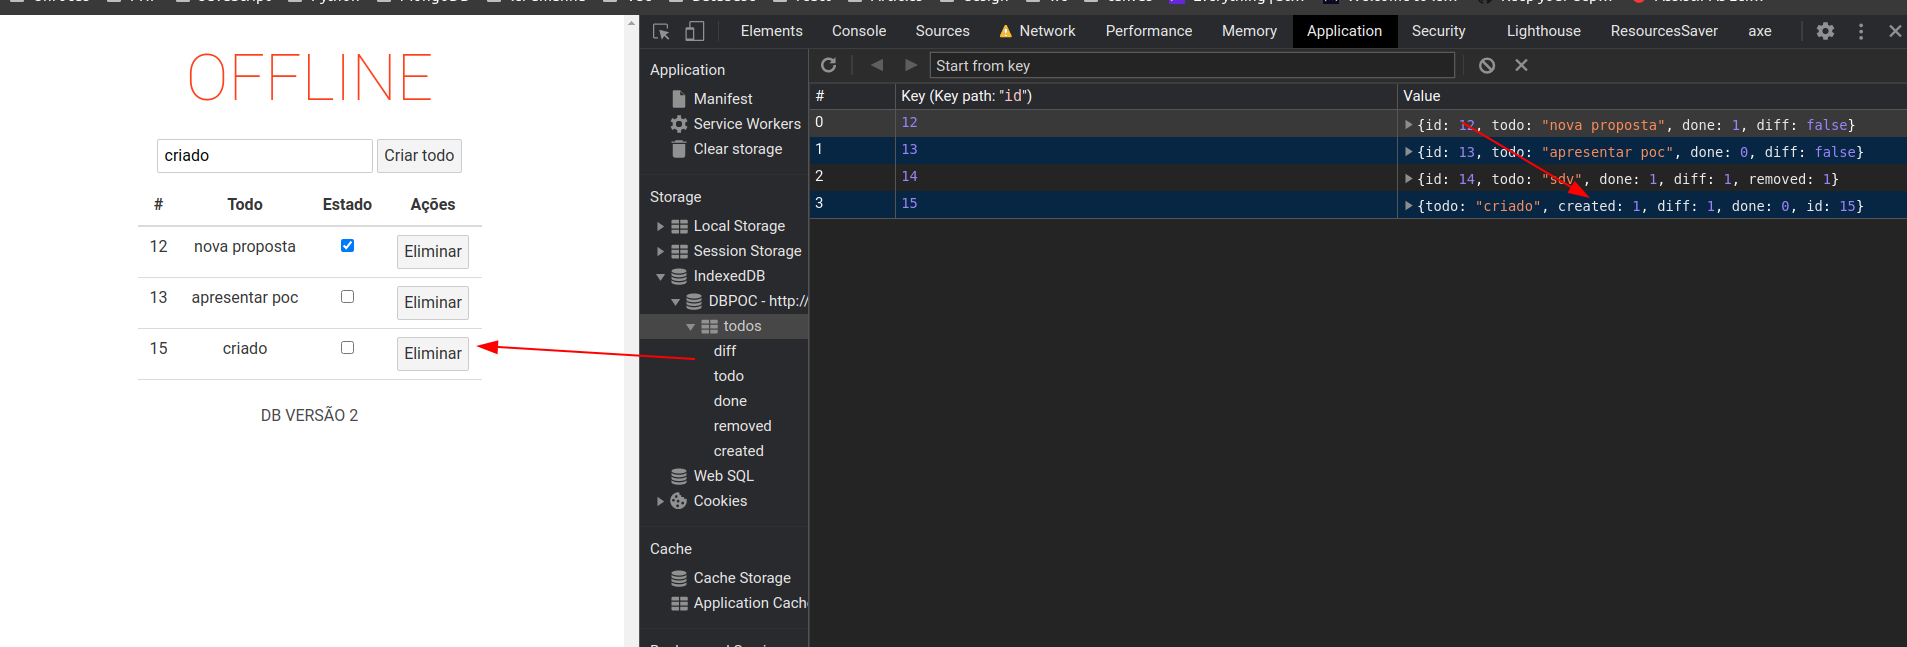 OFFLINE
criado
Criar todo
# Todo Estado Ações
12 nova proposta Eliminar
13 apresentar poc Eliminar
15 criado Eliminar
DB VERSÃO 2
Elements Console Sources Network Performance Memory Application Security Lighthouse ResourcesSaver axe
Application
Manifest
Service Workers
Clear storage
Storage
Local Storage
Session Storage
IndexedDB
DBPOC - http://
todos
diff
todo
done
removed
created
Web SQL
Cookies
Cache
Cache Storage
Application Cach
Start from key
# Key (Key path: "id") Value
0 12 {id: 12, todo: "nova proposta", done: 1, diff: false}
1 13 {id: 13, todo: "apresentar poc", done: 0, diff: false}
2 14 {id: 14, todo: "sdv", done: 1, diff: 1, removed: 1}
3 15 {todo: "criado", created: 1, diff: 1, done: 0, id: 15}